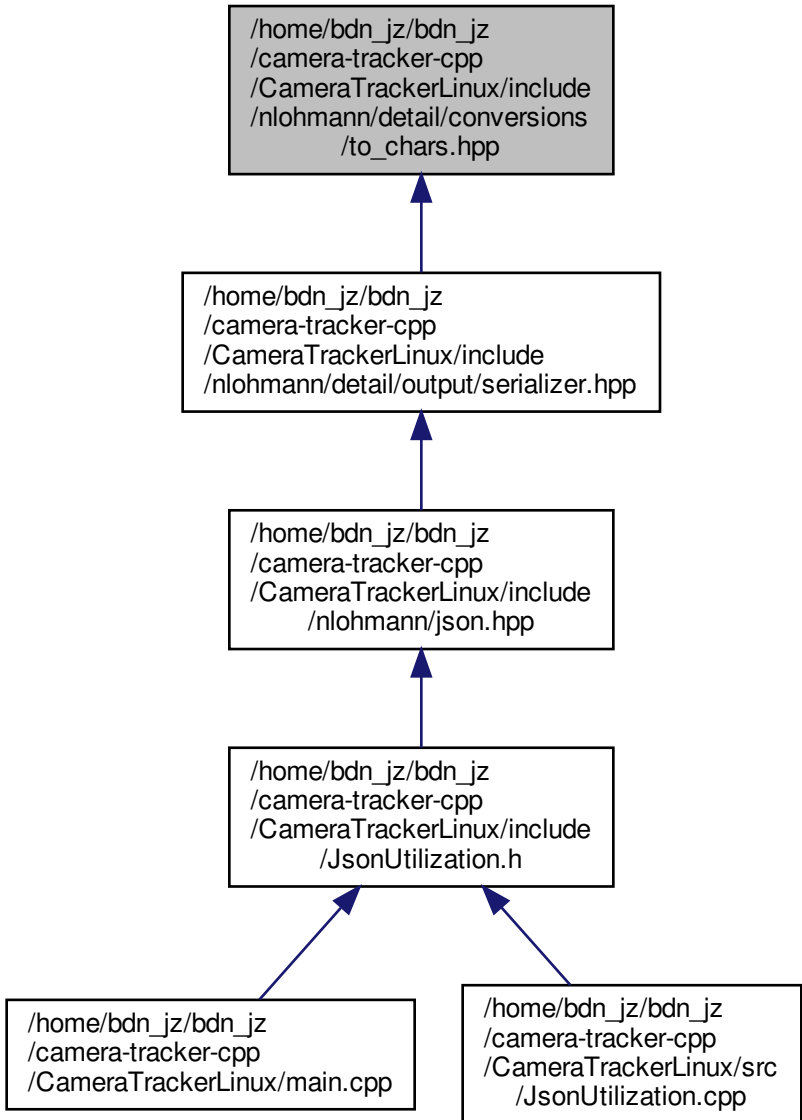 /home/bdn_jz/bdn_jz
/camera-tracker-cpp
/CameraTrackerLinux/include
/nlohmann/detail/conversions
/to_chars.hpp
/home/bdn_jz/bdn_jz
/camera-tracker-cpp
/CameraTrackerLinux/include
/nlohmann/detail/output/serializer.hpp
/home/bdn_jz/bdn_jz
/camera-tracker-cpp
/CameraTrackerLinux/include
/nlohmann/json.hpp
/home/bdn_jz/bdn_jz
/camera-tracker-cpp
/CameraTrackerLinux/include
/JsonUtilization.h
/home/bdn_jz/bdn_jz
/camera-tracker-cpp
/CameraTrackerLinux/main.cpp
/home/bdn_jz/bdn_jz
/camera-tracker-cpp
/CameraTrackerLinux/src
/JsonUtilization.cpp